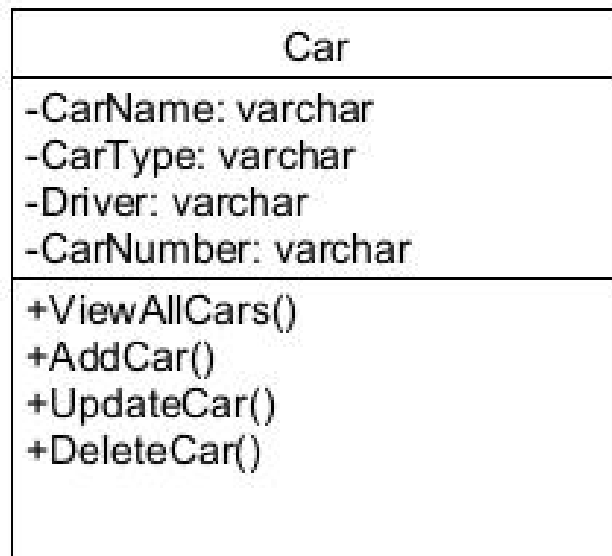 Car
-CarName: varchar
-CarType: varchar
-Driver: varchar
-CarNumber: varchar
+ViewAllCars()
+AddCar()
+UpdateCar()
+DeleteCar()